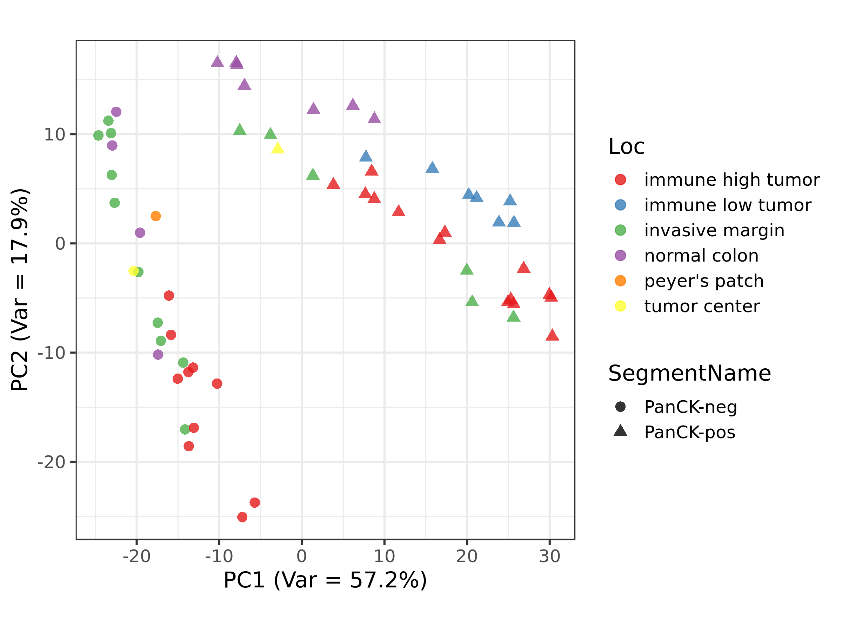 10
0
-10
-20
PC2 (Var = 17.9%)
-20 -10 0 10 20 30
PC1 (Var = 57.2%)
Loc
immune high tumor
immune low tumor
invasive margin
normal colon
peyer's patch
tumor center
SegmentName
PanCK-neg
PanCK-pos